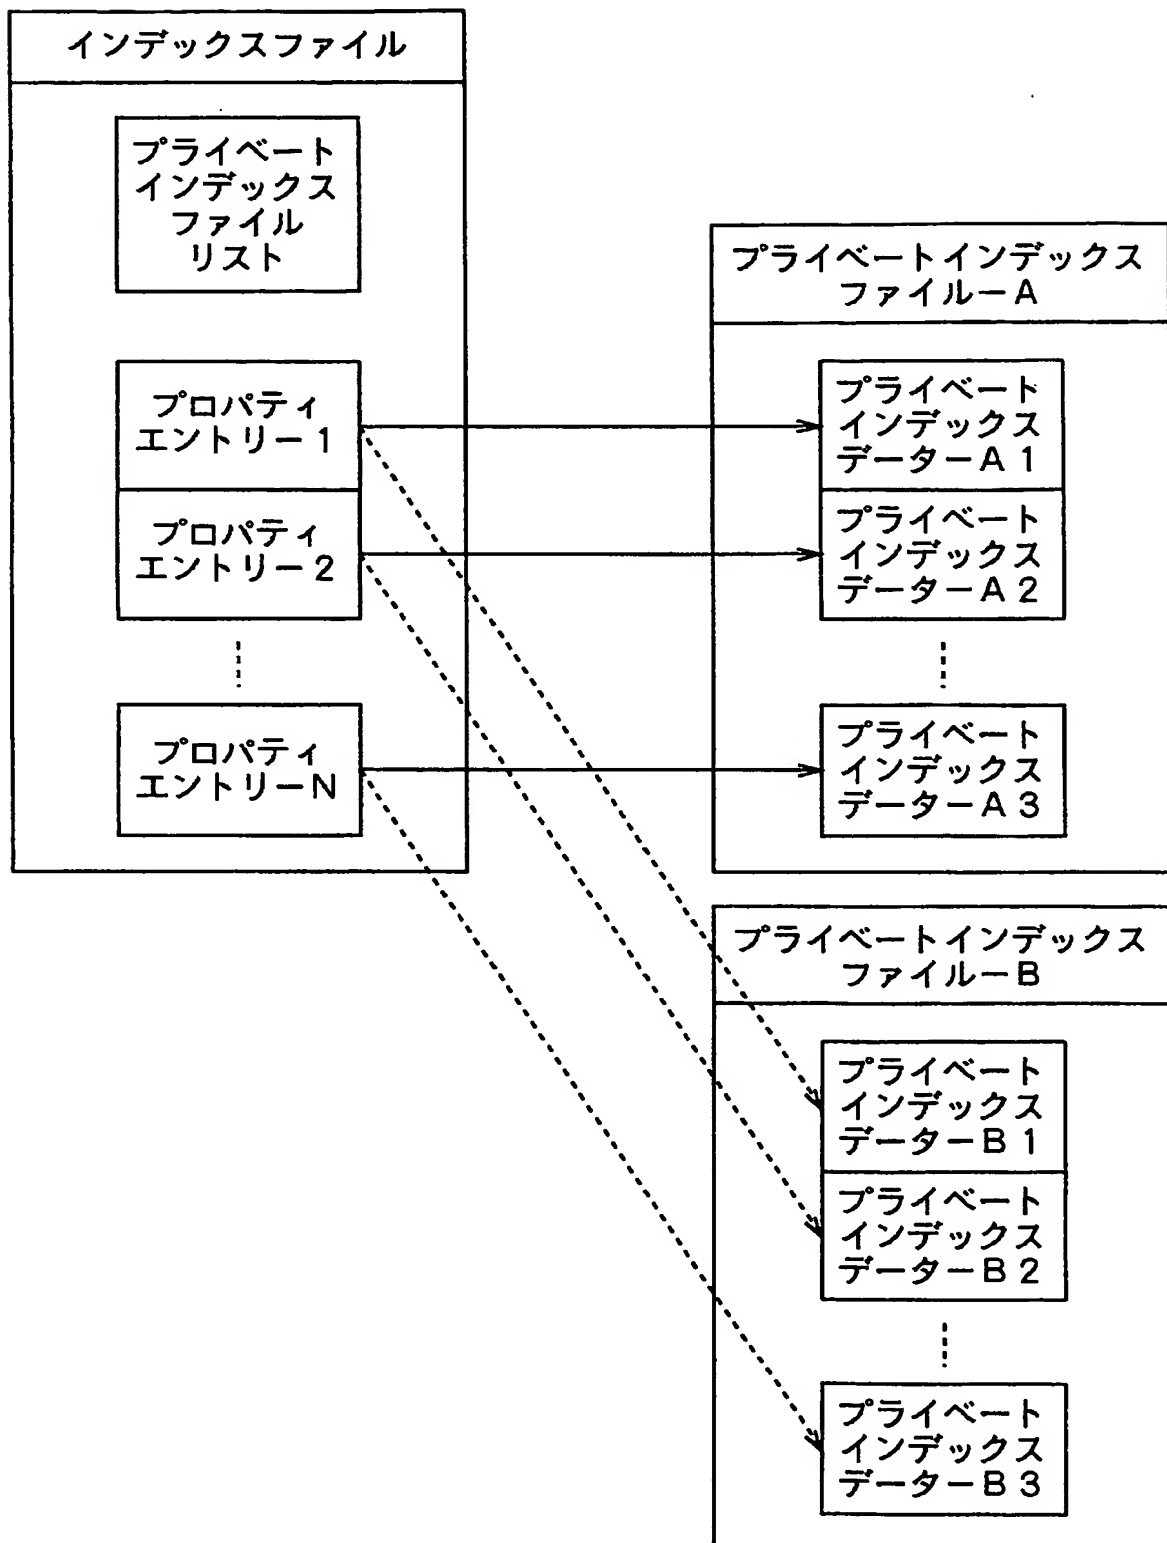 インデックスファイル
プライベート
インデックス
ファイル
リスト
プロパティ
エントリー1
プロパティ
エントリー2
プロパティ
エントリーN
プライベートインデックス
ファイルーA
プライベート
インデックス
データーA1
プライベート
インデックス
データーA2
プライベート
インデックス
データーA3
プライベートインデックス
ファイルーB
プライベート
インデックス
データーB1
プライベート
インデックス
データーB2
プライベート
インデックス
データーB3